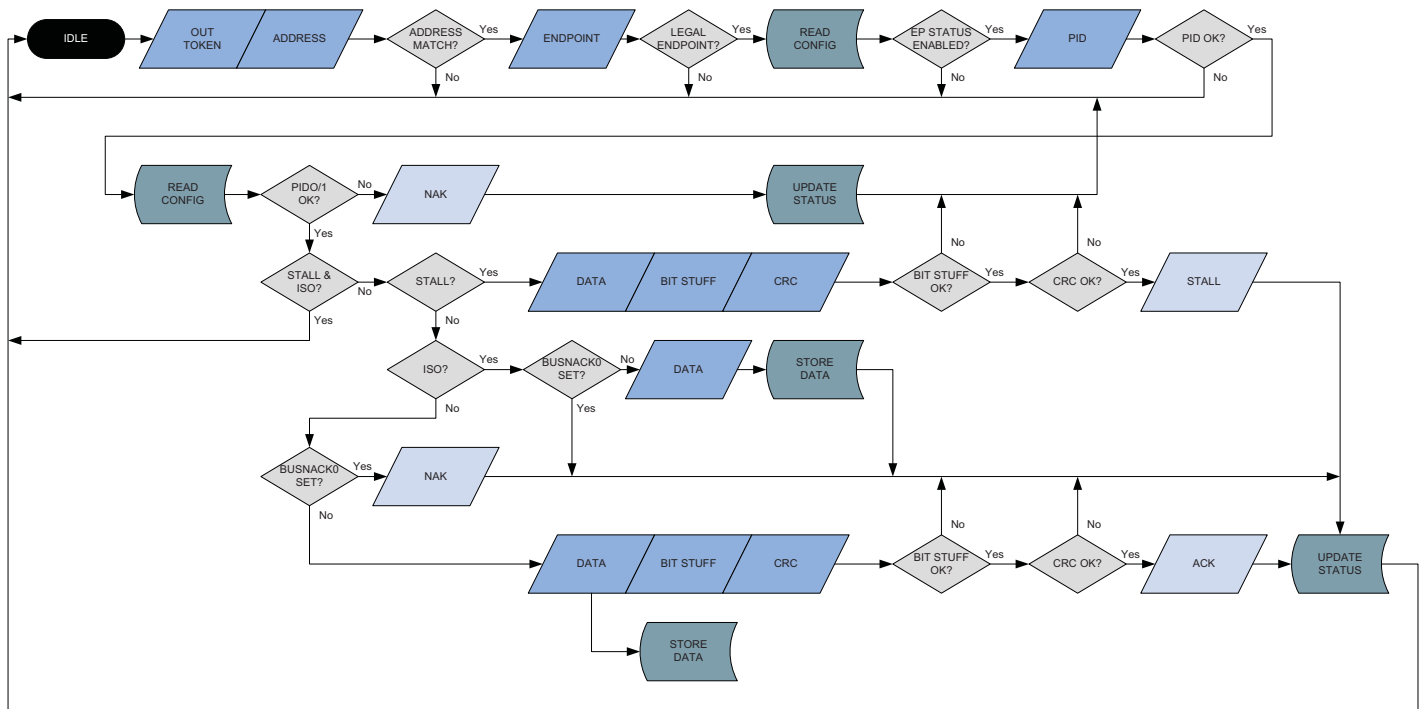 IDLE
OUT
TOKEN
ADDRESS
ADDRESS
MATCH?
Yes
No
ENDPOINT
LEGAL
ENDPOINT?
Yes
No
READ
CONFIG
EP STATUS
ENABLED?
Yes
No
PID
PID OK?
Yes
No
READ
CONFIG
PIDO/1
OK?
No
Yes
NAK
UPDATE
STATUS
STALL &
ISO?
No
Yes
STALL?
Yes
No
DATA
BIT STUFF
CRC
BIT STUFF
OK?
No
Yes
CRC OK?
No
Yes
STALL
ISO?
Yes
No
BUSNACK0
SET?
No
Yes
DATA
STORE
DATA
BUSNACK0
SET?
Yes
No
NAK
DATA
BIT STUFF
CRC
BIT STUFF
OK?
No
Yes
CRC OK?
No
Yes
ACK
UPDATE
STATUS
STORE
DATA